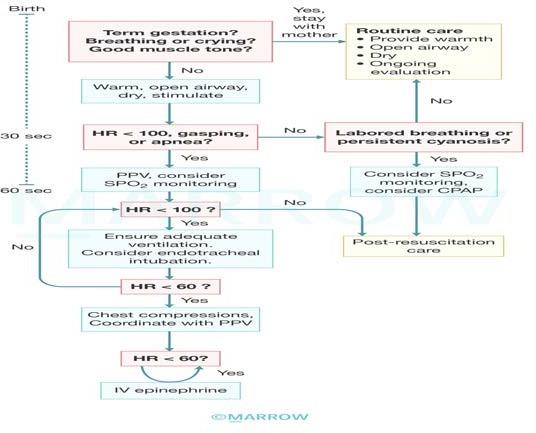 Birth
Term gestation?
Breathing or crying?
Good muscle tone?
Yes,
stay
with
mother
Routine care
• Provide warmth
• Open airway
• Dry
• Ongoing
evaluation
No
Warm, open airway,
dry, stimulate
No
30 sec
HR < 100, gasping,
or apnea?
No
Labored breathing or
persistent cyanosis?
Yes
Yes
PPV, consider
SPO₂ monitoring
Consider SPO₂
monitoring,
consider CPAP
60 sec
MARROW
HR < 100 ?
No
No
Yes
Ensure adequate
ventilation.
Consider endotracheal
intubation.
Post-resuscitation
care
HR < 60 ?
Yes
Chest compressions,
Coordinate with PPV
HR < 60?
Yes
IV epinephrine
©MARROW